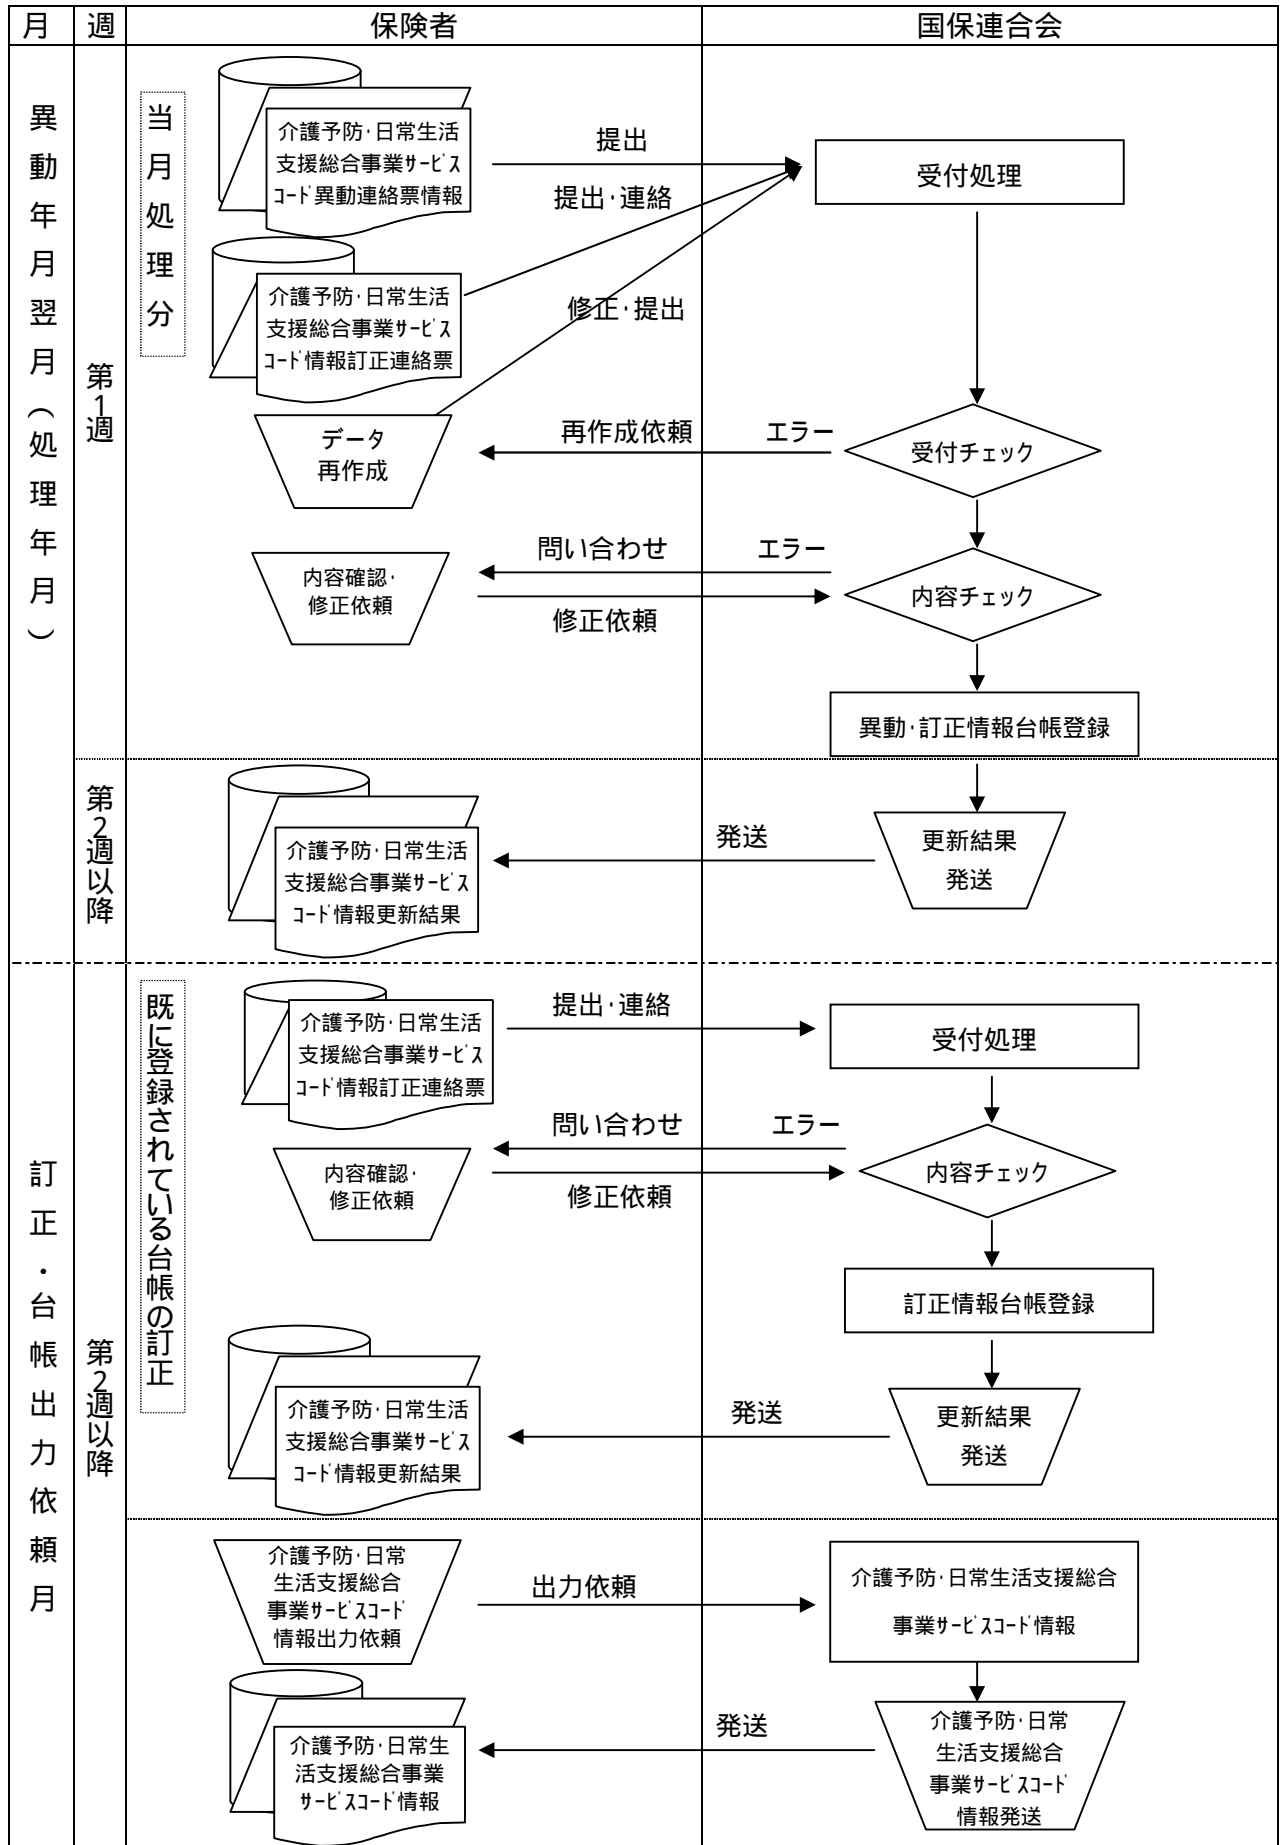 月
週
保険者
国保連合会
異動年月翌月（処理年月）
第1週
当月処理分
介護予防･日常生活
支援総合事業ｻｰﾋﾞｽ
ｺｰﾄﾞ異動連絡票情報
提出
受付処理
提出･連絡
介護予防･日常生活
支援総合事業ｻｰﾋﾞｽ
ｺｰﾄﾞ情報訂正連絡票
修正･提出
データ
再作成
再作成依頼
エラー
受付ﾁｪｯｸ
内容確認･
修正依頼
問い合わせ
エラー
修正依頼
内容ﾁｪｯｸ
異動･訂正情報台帳登録
第2週以降
介護予防･日常生活
支援総合事業ｻｰﾋﾞｽ
ｺｰﾄﾞ情報更新結果
発送
更新結果
発送
訂正・台帳出力依頼月
第2週以降
既に登録されている台帳の訂正
介護予防･日常生活
支援総合事業ｻｰﾋﾞｽ
ｺｰﾄﾞ情報訂正連絡票
提出･連絡
受付処理
内容確認･
修正依頼
問い合わせ
エラー
修正依頼
内容ﾁｪｯｸ
訂正情報台帳登録
介護予防･日常生活
支援総合事業ｻｰﾋﾞｽ
ｺｰﾄﾞ情報更新結果
発送
更新結果
発送
介護予防･日常
生活支援総合
事業ｻｰﾋﾞｽｺｰﾄﾞ
情報出力依頼
出力依頼
介護予防･日常生活支援総合
事業ｻｰﾋﾞｽｺｰﾄﾞ情報
介護予防･日常生
活支援総合事業
ｻｰﾋﾞｽｺｰﾄﾞ情報
発送
介護予防･日常
生活支援総合
事業ｻｰﾋﾞｽｺｰﾄﾞ
情報発送